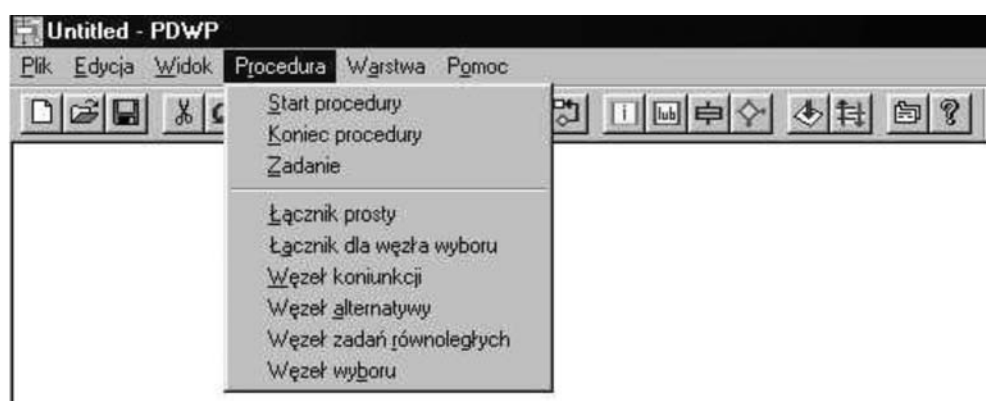 Untitled - PDWP
Plik Edycja Widok Procedura Warstwa Pomoc
i lub
Start procedury
Koniec procedury
Zadanie
Łącznik prosty
Łącznik dla węzła wyboru
Węzeł koniunkcji
Węzeł alternatywy
Węzeł zadań równoległych
Węzeł wyboru